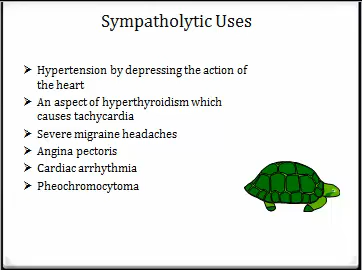 Sympatholytic Uses
➢ Hypertension by depressing the action of
the heart
➢ An aspect of hyperthyroidism which
causes tachycardia
➢ Severe migraine headaches
➢ Angina pectoris
➢ Cardiac arrhythmia
➢ Pheochromocytoma